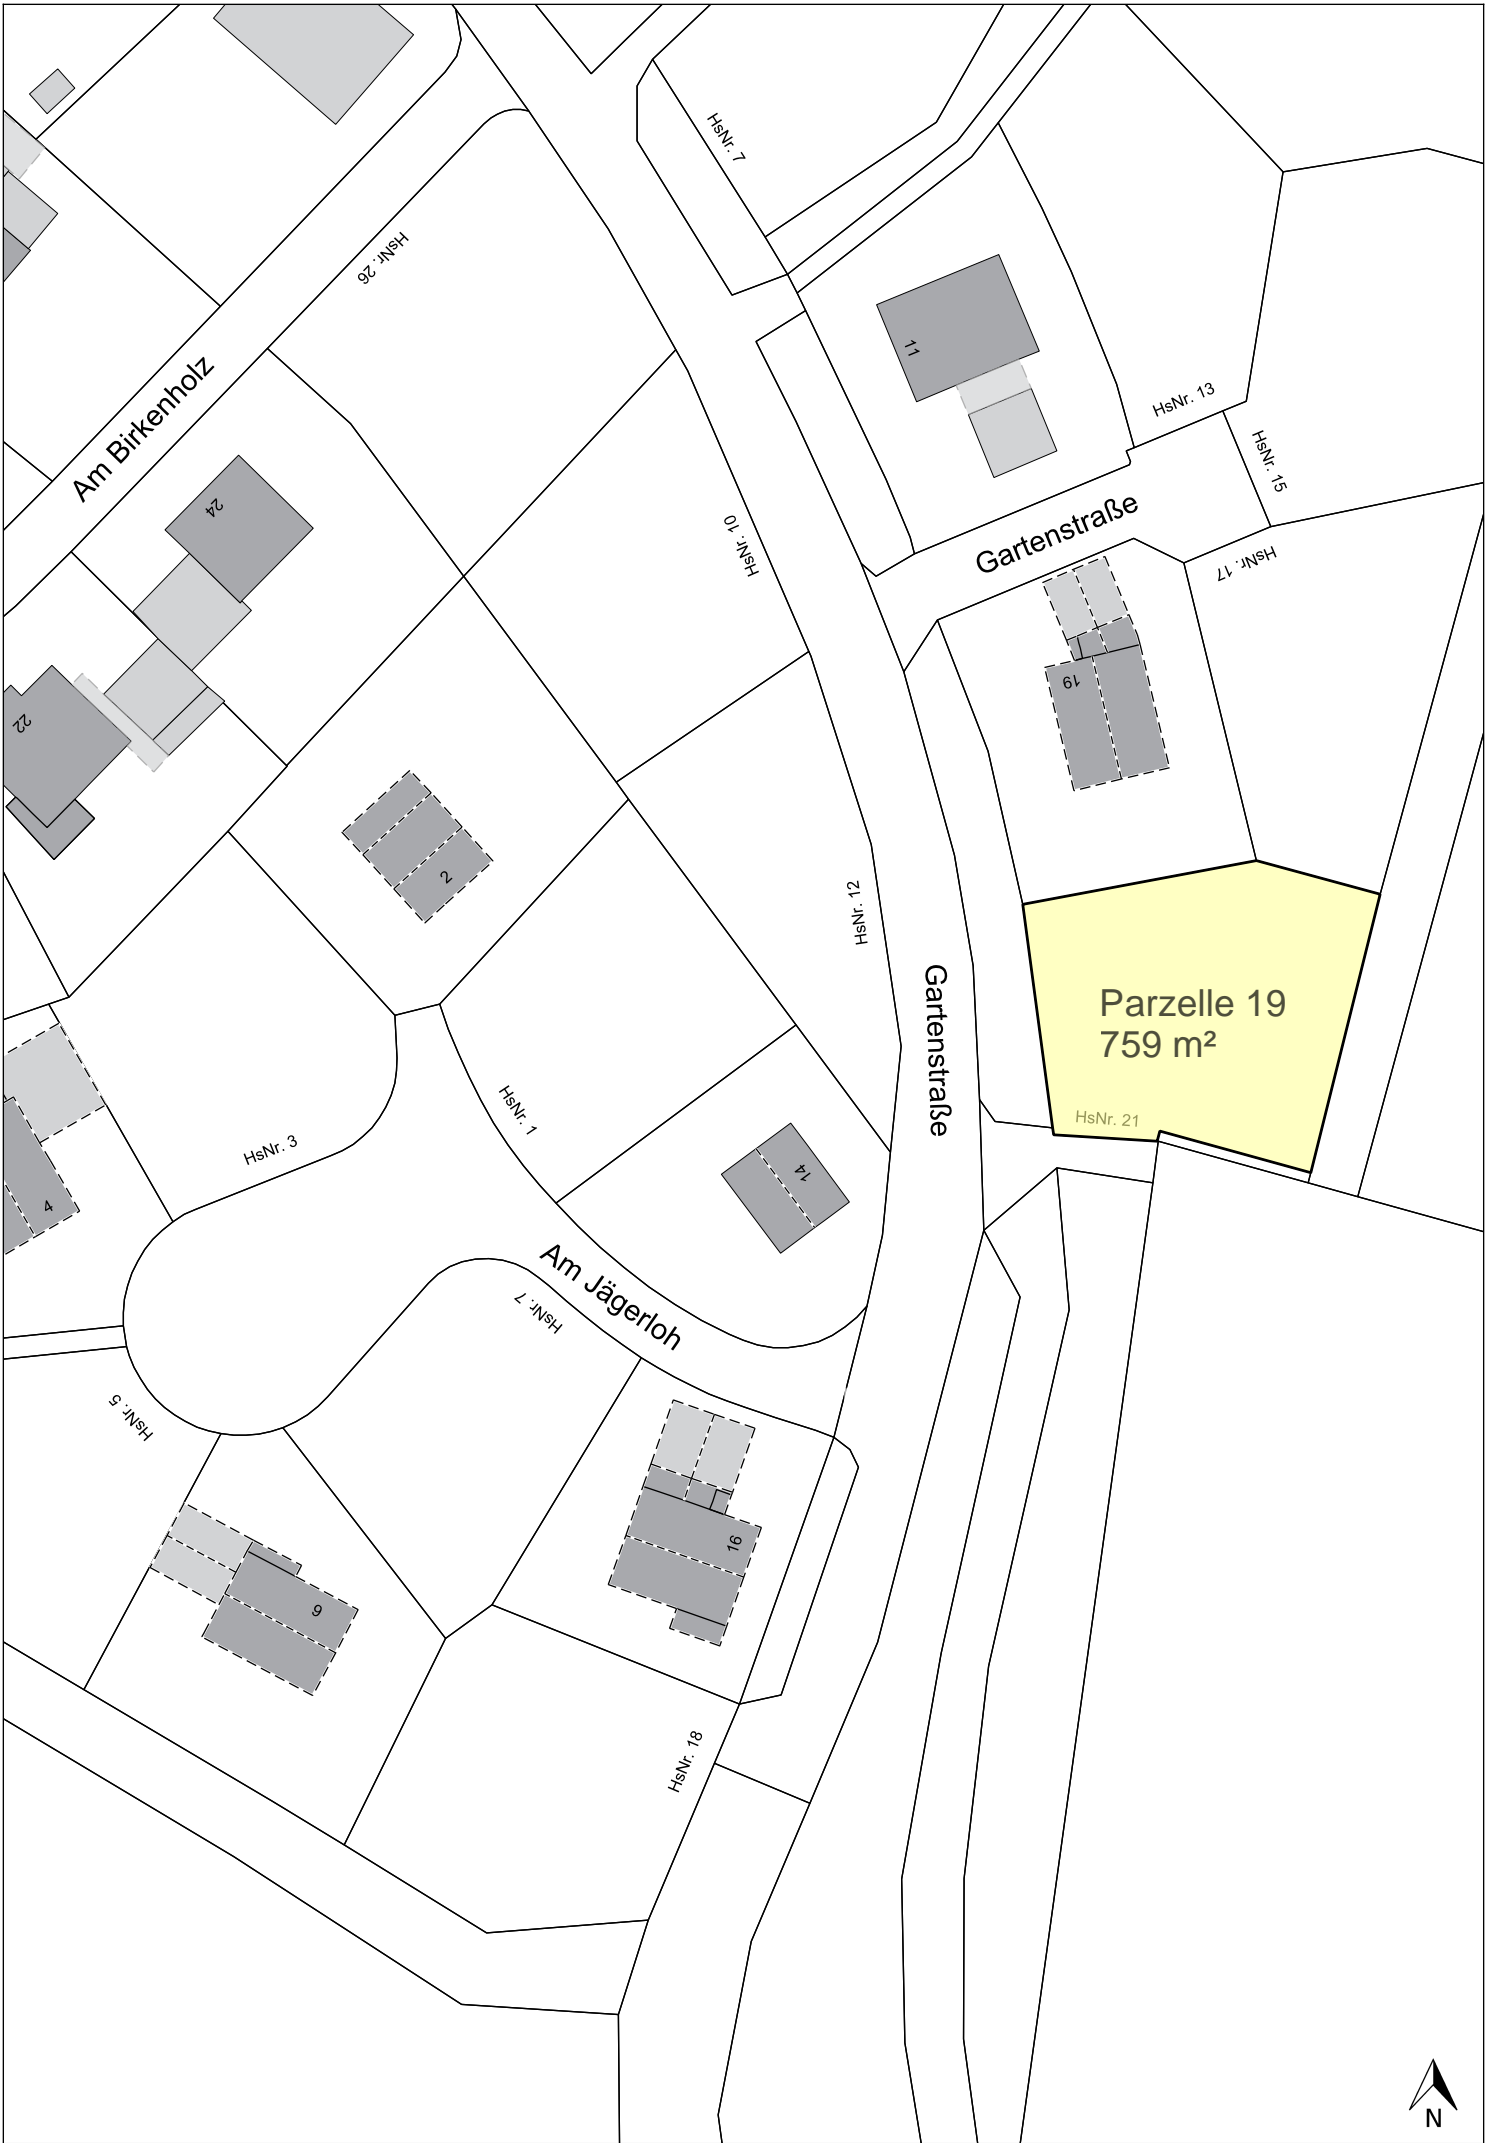 HsNr. 7
HsNr. 26
11
Am Birkenholz
HsNr. 13
HsNr. 15
24
HsNr. 10
Gartenstraße
HsNr. 17
19
22
2
HsNr. 12
Gartenstraße
Parzelle 19
759 m²
HsNr. 1
HsNr. 21
HsNr. 3
14
4
Am Jägerloh
HsNr. 7
HsNr. 5
16
9
HsNr. 18
N